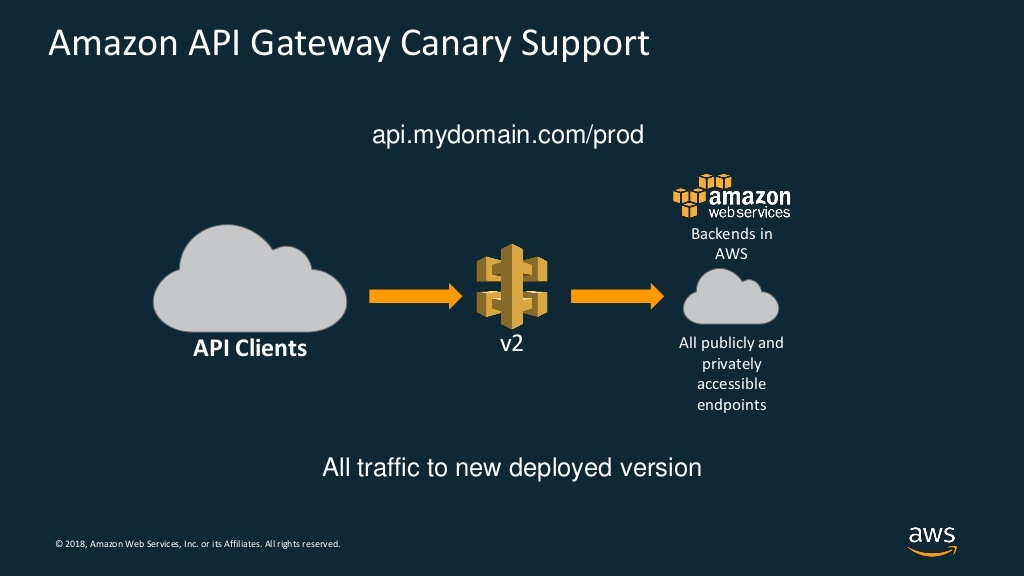 Amazon API Gateway Canary Support
api.mydomain.com/prod
amazon
webservices
Backends in
AWS
API Clients
v2
All publicly and
privately
accessible
endpoints
All traffic to new deployed version
© 2018, Amazon Web Services, Inc. or its Affiliates. All rights reserved.
aws